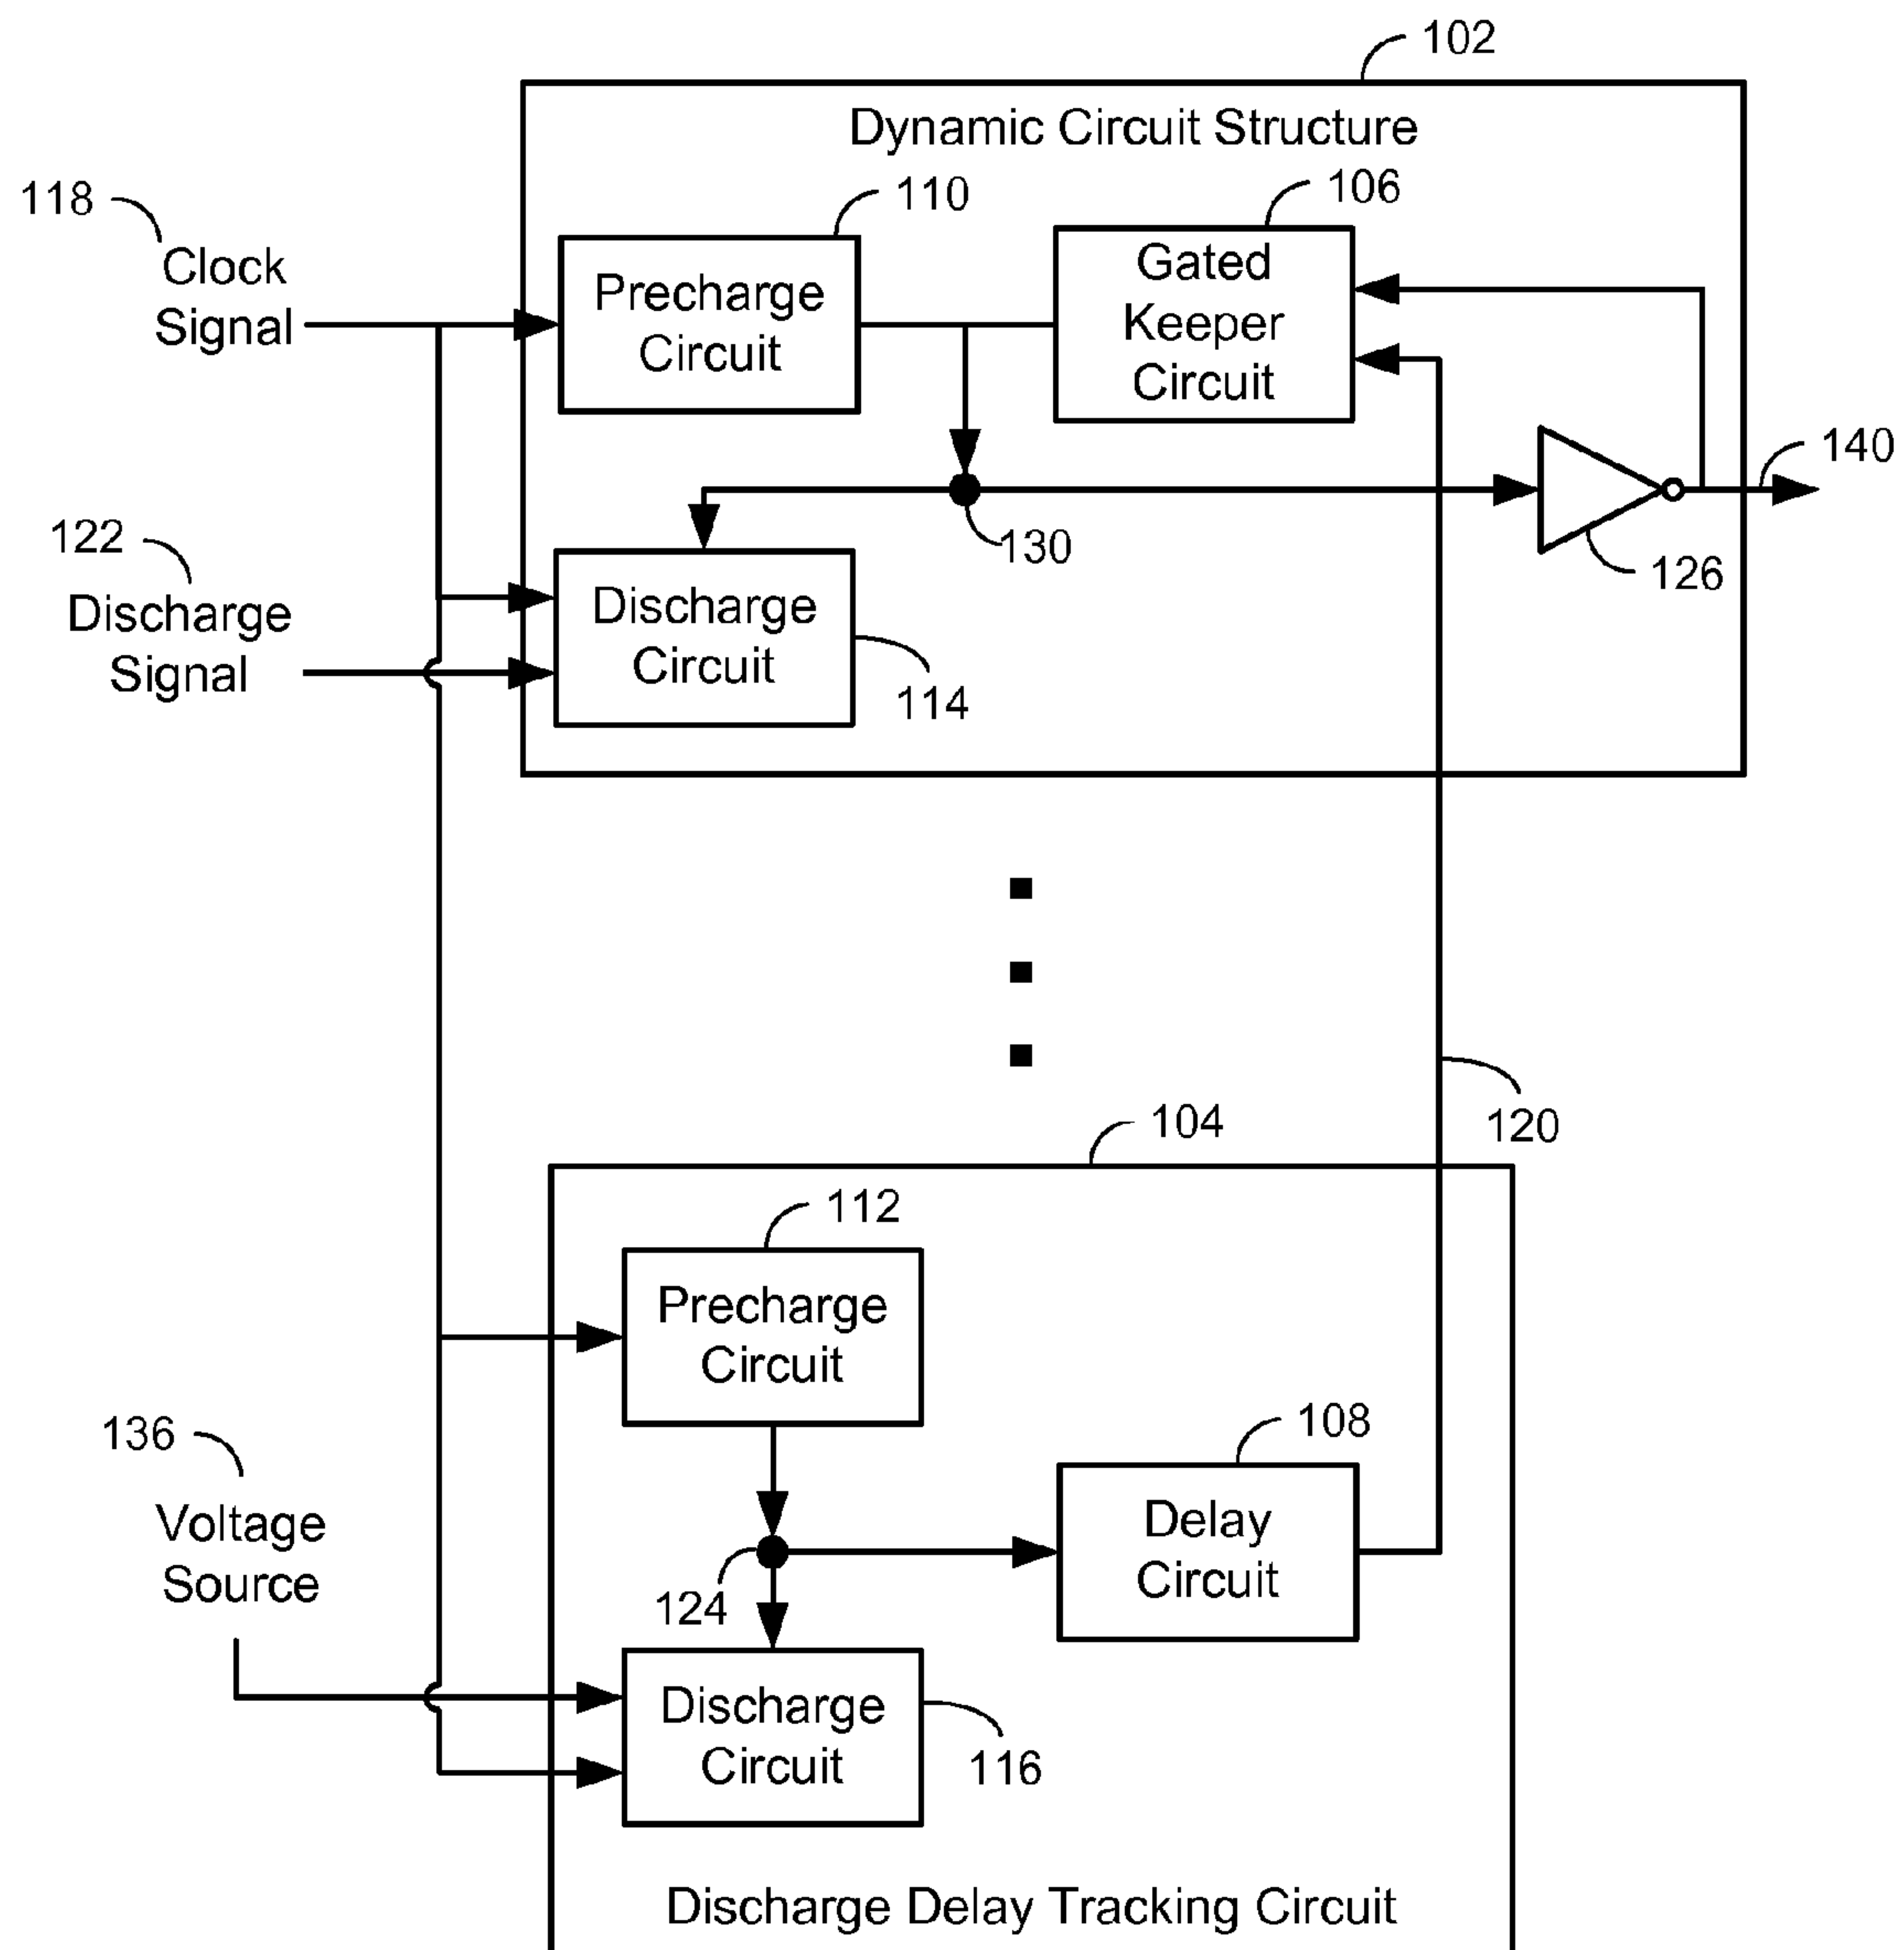 102
Dynamic Circuit Structure
118
Clock
Signal
110
Precharge
Circuit
106
Gated
Keeper
Circuit
140
130
126
122
Discharge
Signal
Discharge
Circuit
114
120
104
112
Precharge
Circuit
136
Voltage
Source
108
Delay
Circuit
124
Discharge
Circuit
116
Discharge Delay Tracking Circuit